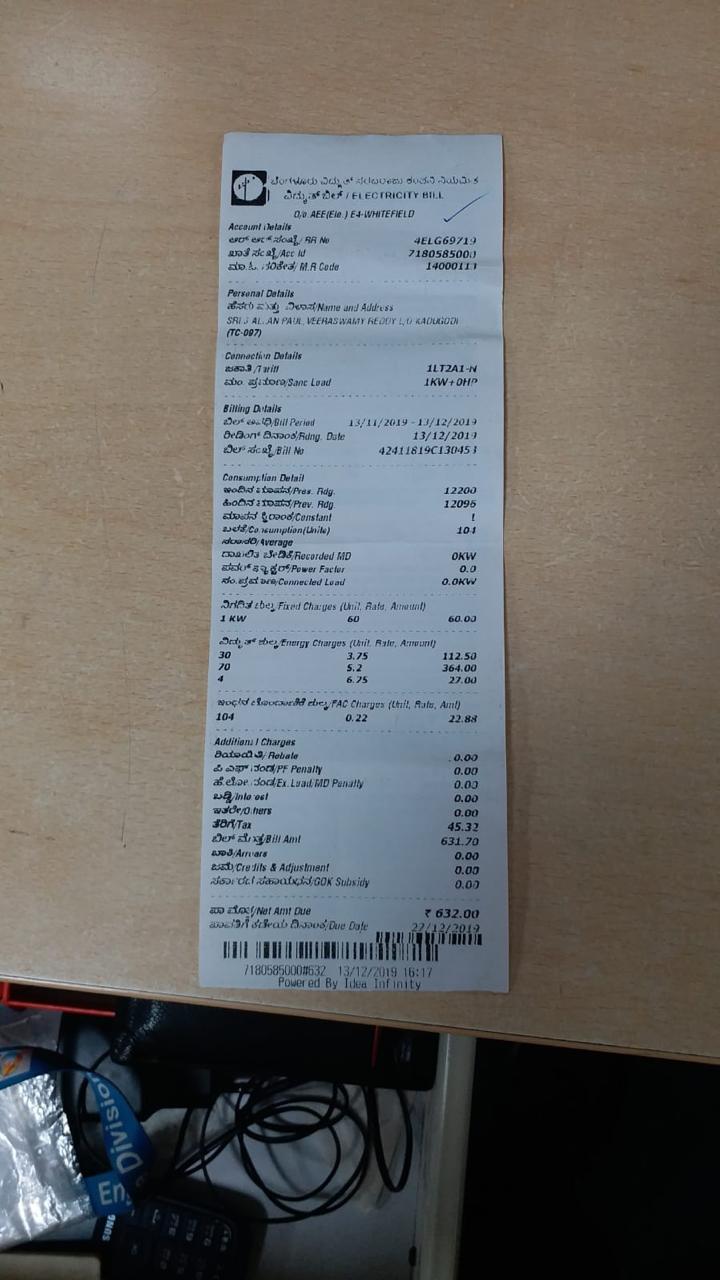 ಬೆಂಗಳೂರು ವಿದ್ಯುತ್ ಸರಬರಾಜು ಕಂಪನಿ ನಿಯಮಿತ
ವಿದ್ಯುತ್ ಬಿಲ್ / ELECTRICITY BILL
O/o AEE(Ele.) E4-WHITEFIELD
Account Details
ಆರ್ ಆರ್ ಸಂಖ್ಯೆ/ RR No 4ELG69719
ಖಾತೆ ಸಂಖ್ಯೆ/Acc Id 7180585000
ಮಾ.ಓ. ಸಂಕೇತ/ M.R Code 14000113
Personal Details
ಹೆಸರು ಮತ್ತು ವಿಳಾಸ/Name and Address
PAUL, VEERASWAMY REDDY L/O KADUGODI
(TC-097)
Connection Details
ಜಕಾತಿ /Tariff 1LT2A1-N
ಮಂ. ಪ್ರಮಾಣ/Sanc Load 1KW+0HP
Billing Details
ಬಿಲ್ ಅವಧಿ/Bill Period 13/11/2019 - 13/12/2019
ರೀಡಿಂಗ್ ದಿನಾಂಕ/Rdng. Date 13/12/2019
ಬಿಲ್ ಸಂಖ್ಯೆ/Bill No 42411819C130453
Consumption Detail
ಇಂದಿನ ಮಾಪನ/Pres. Rdg. 12200
ಹಿಂದಿನ ಮಾಪನ/Prev. Rdg 12096
ಮಾಪನ ಸ್ಥಿರಾಂಕ/Constant 1
ಬಳಕೆ/Consumption(Units) 104
ಸರಾಸರಿ/Average
ದಾಖಲಿತ ಬೇಡಿಕೆ/Recorded MD 0KW
ಪವರ್ ಫ್ಯಾಕ್ಟರ್/Power Factor 0.0
ಸಂ.ಪ್ರಮಾಣ/Connected Load 0.0KW
ನಿಗದಿತ ಶುಲ್ಕ/Fixed Charges (Unit, Rate, Amount)
1 KW 60 60.00
ವಿದ್ಯುತ್ ಶುಲ್ಕ/Energy Charges (Unit, Rate, Amount)
30 3.75 112.50
70 5.2 364.00
4 6.75 27.00
ಇಂಧನ ಹೊಂದಾಣಿಕೆ ಶುಲ್ಕ/FAC Charges (Unit, Rate, Amt)
104 0.22 22.88
Additional Charges
ರಿಯಾಯಿತಿ/ Rebate 0.00
ಪಿ ಎಫ್ ದಂಡ/PF Penalty 0.00
ಹೆ.ಲೋ. ದಂಡ/Ex.Load/MD Penalty 0.00
ಬಡ್ಡಿ/Interest 0.00
ಇತರೇ/Others 0.00
ತೆರಿಗೆ/Tax 45.32
ಬಿಲ್ ಮೊತ್ತ/Bill Amt 631.70
ಬಾಕಿ/Arrears 0.00
ಜಮೆ/Credits & Adjustment 0.00
ಸರ್ಕಾರದ ಸಹಾಯಧನ/GOK Subsidy 0.00
ಪಾ ಮೊತ್ತ/Net Amt Due ₹ 632.00
ಪಾವತಿಗೆ ಕಡೆಯ ದಿನಾಂಕ/Due Date 22/12/2019
7180585000#632 13/12/2019 16:17
Powered By Idea Infinity
Division